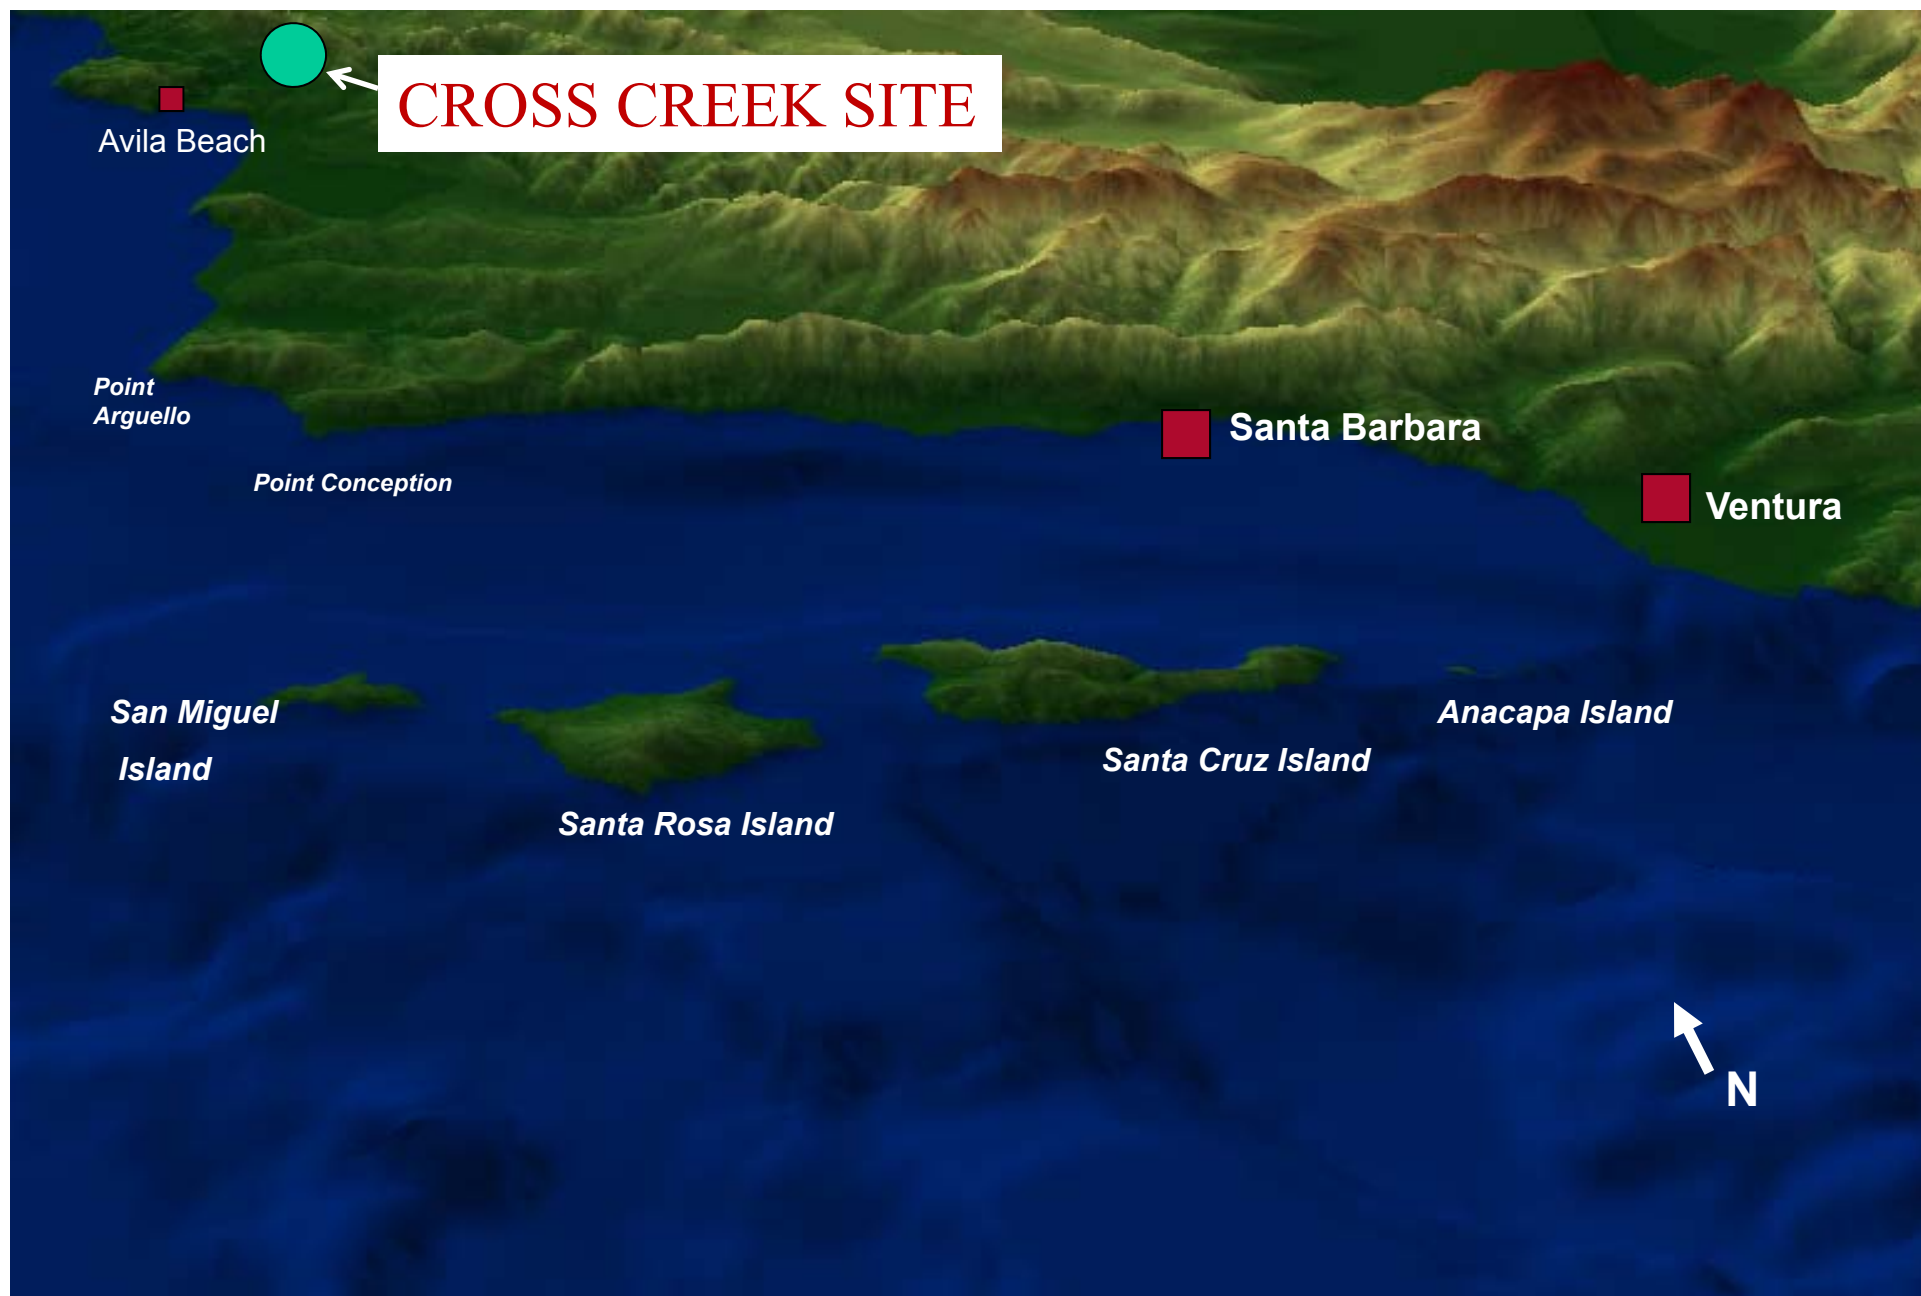 CROSS CREEK SITE
Avila Beach
Point
Arguello
Santa Barbara
Point Conception
Ventura
San Miguel
Island
Anacapa Island
Santa Cruz Island
Santa Rosa Island
N